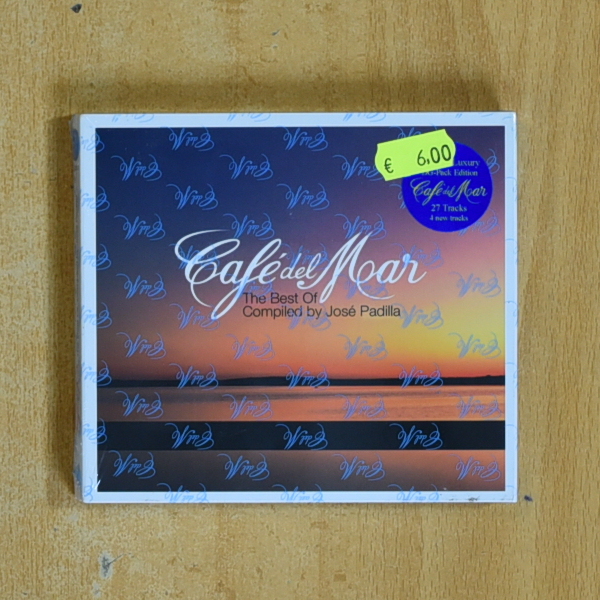 € 6,00
Luxury
-Pack Edition
Café del Mar
27 Tracks
4 new tracks
Café del Mar
The Best Of
Compiled by José Padilla